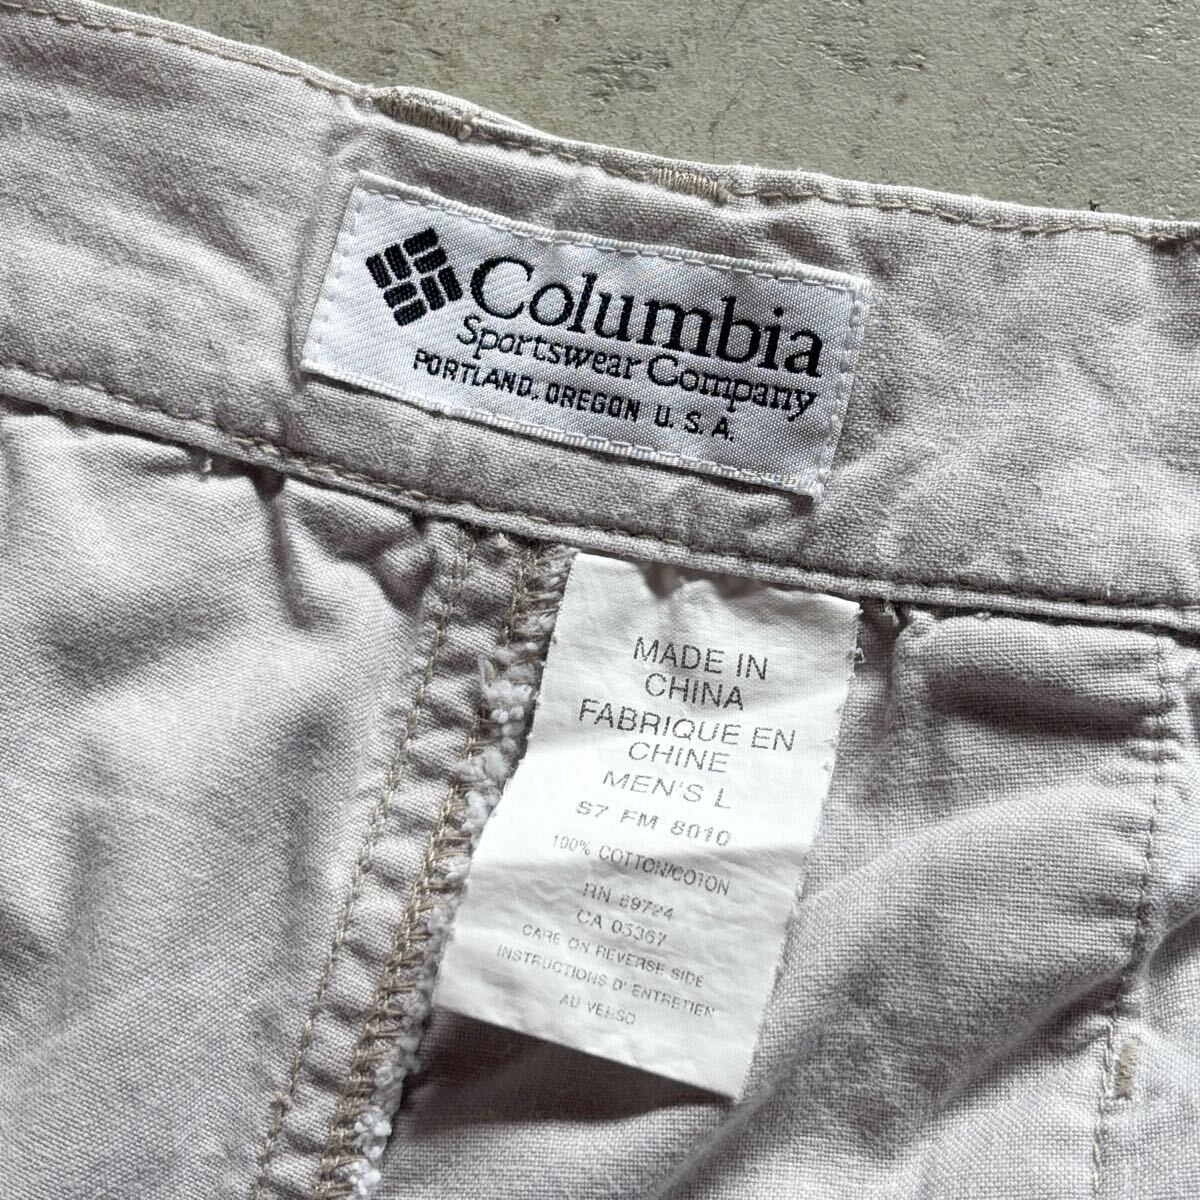 Columbia
Sportswear Company
PORTLAND, OREGON U.S.A.
MADE IN
CHINA
FABRIQUE EN
CHINE
MEN'S L
S7 FM 8010
100% COTTON/COTON
RN 69724
CA 05367
CARE ON REVERSE SIDE
INSTRUCTIONS D'ENTRETIEN
AU VERSO